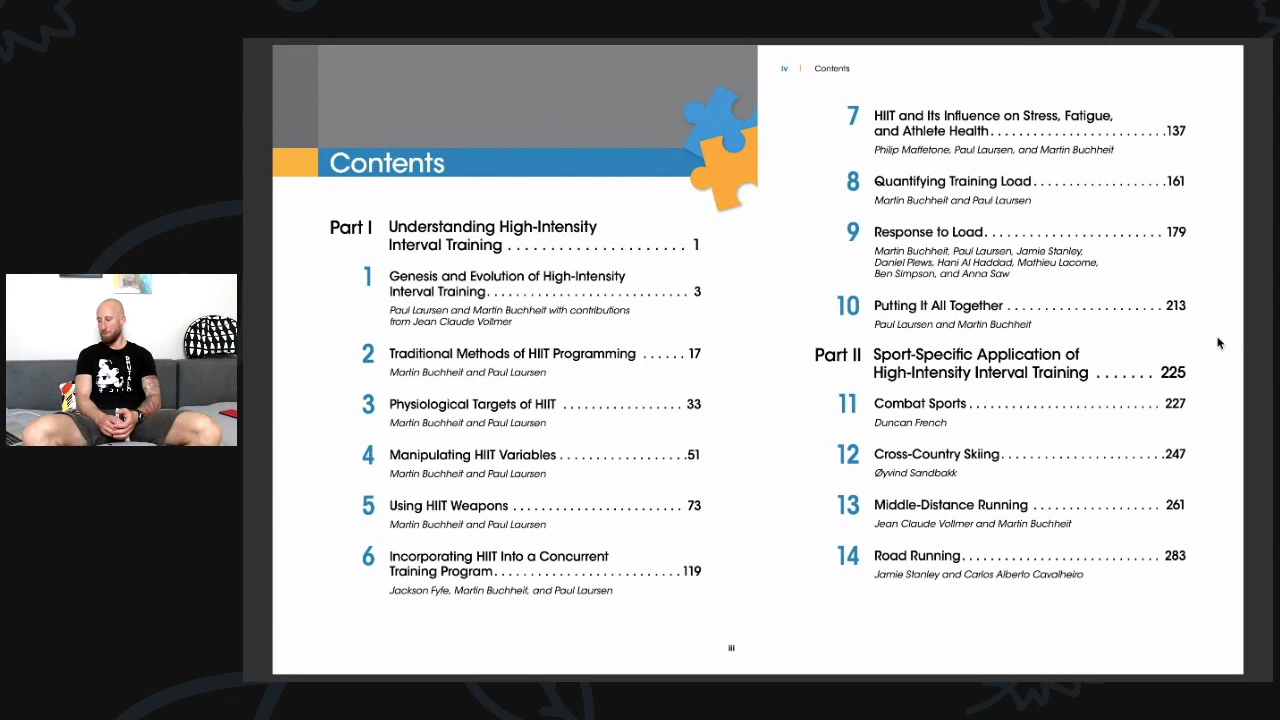 Contents
Part I Understanding High-Intensity
Interval Training . . . . . . . . . . . . . . . . . . . . . 1
1 Genesis and Evolution of High-Intensity
Interval Training. . . . . . . . . . . . . . . . . . . . . . . . . . . . . . 3
Paul Laursen and Martin Buchheit with contributions
from Jean Claude Vollmer
2 Traditional Methods of HIIT Programming . . . . . . 17
Martin Buchheit and Paul Laursen
3 Physiological Targets of HIIT . . . . . . . . . . . . . . . . . . 33
Martin Buchheit and Paul Laursen
4 Manipulating HIIT Variables . . . . . . . . . . . . . . . . . . .51
Martin Buchheit and Paul Laursen
5 Using HIIT Weapons . . . . . . . . . . . . . . . . . . . . . . . . . 73
Martin Buchheit and Paul Laursen
6 Incorporating HIIT Into a Concurrent
Training Program. . . . . . . . . . . . . . . . . . . . . . . . . . . .119
Jackson Fyfe, Martin Buchheit, and Paul Laursen
iii
iv | Contents
7 HIIT and Its Influence on Stress, Fatigue,
and Athlete Health. . . . . . . . . . . . . . . . . . . . . . . . . .137
Philip Maffetone, Paul Laursen, and Martin Buchheit
8 Quantifying Training Load. . . . . . . . . . . . . . . . . . . .161
Martin Buchheit and Paul Laursen
9 Response to Load. . . . . . . . . . . . . . . . . . . . . . . . . . 179
Martin Buchheit, Paul Laursen, Jamie Stanley,
Daniel Plews, Hani Al Haddad, Mathieu Lacome,
Ben Simpson, and Anna Saw
10 Putting It All Together . . . . . . . . . . . . . . . . . . . . . . . 213
Paul Laursen and Martin Buchheit
Part II Sport-Specific Application of
High-Intensity Interval Training . . . . . . . 225
11 Combat Sports . . . . . . . . . . . . . . . . . . . . . . . . . . . . 227
Duncan French
12 Cross-Country Skiing. . . . . . . . . . . . . . . . . . . . . . . .247
Øyvind Sandbakk
13 Middle-Distance Running . . . . . . . . . . . . . . . . . . . 261
Jean Claude Vollmer and Martin Buchheit
14 Road Running. . . . . . . . . . . . . . . . . . . . . . . . . . . . . 283
Jamie Stanley and Carlos Alberto Cavalheiro